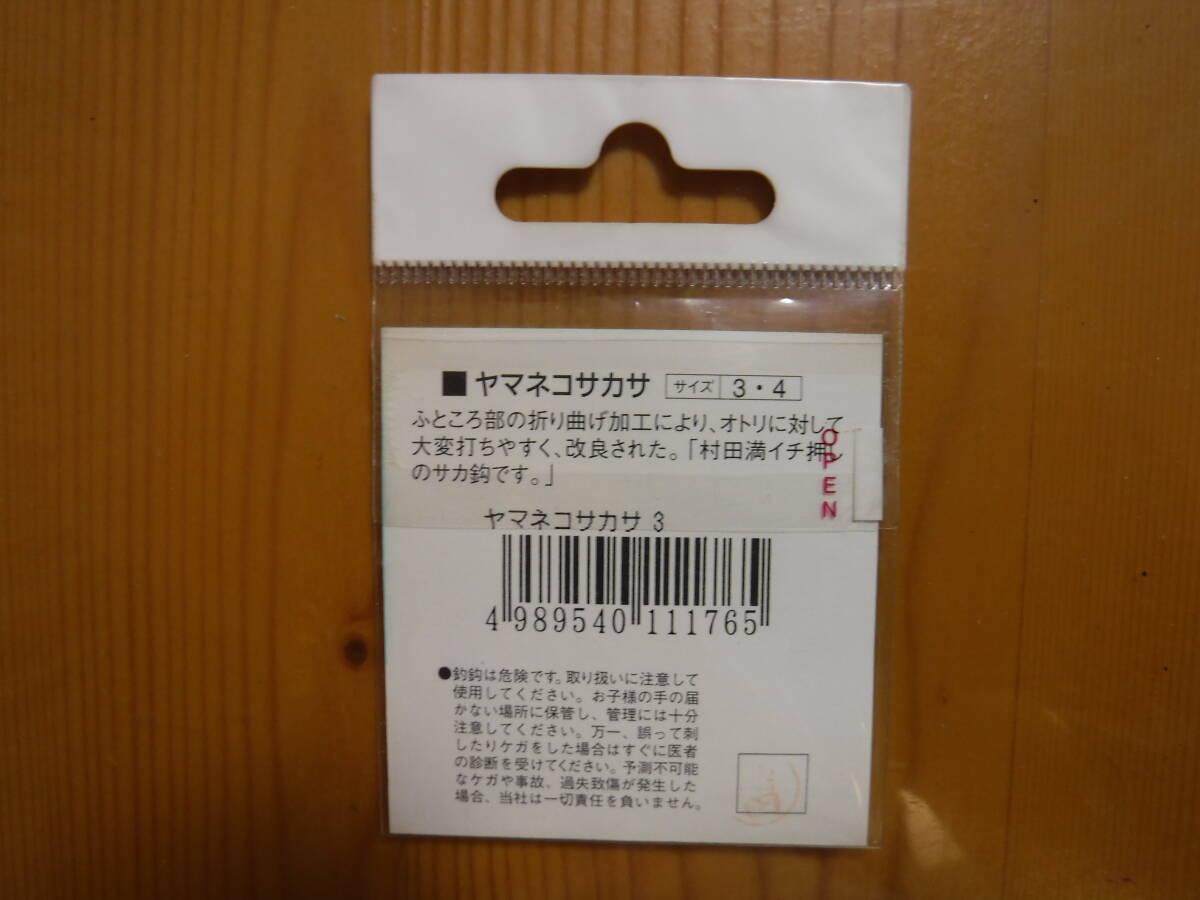 ■ヤマネコサカサ サイズ 3・4
ふところ部の折り曲げ加工により、オトリに対して
大変打ちやすく、改良された。「村田満イチ押し
のサカ鈎です。」
OPEN
ヤマネコサカサ 3
4 989540 111765
●釣鈎は危険です。取り扱いに注意して
使用してください。お子様の手の届
かない場所に保管し、管理には十分
注意してください。万一、誤って刺
したりケガをした場合はすぐに医者
の診断を受けてください。予測不可能
なケガや事故、過失致傷が発生した
場合、当社は一切責任を負いません。